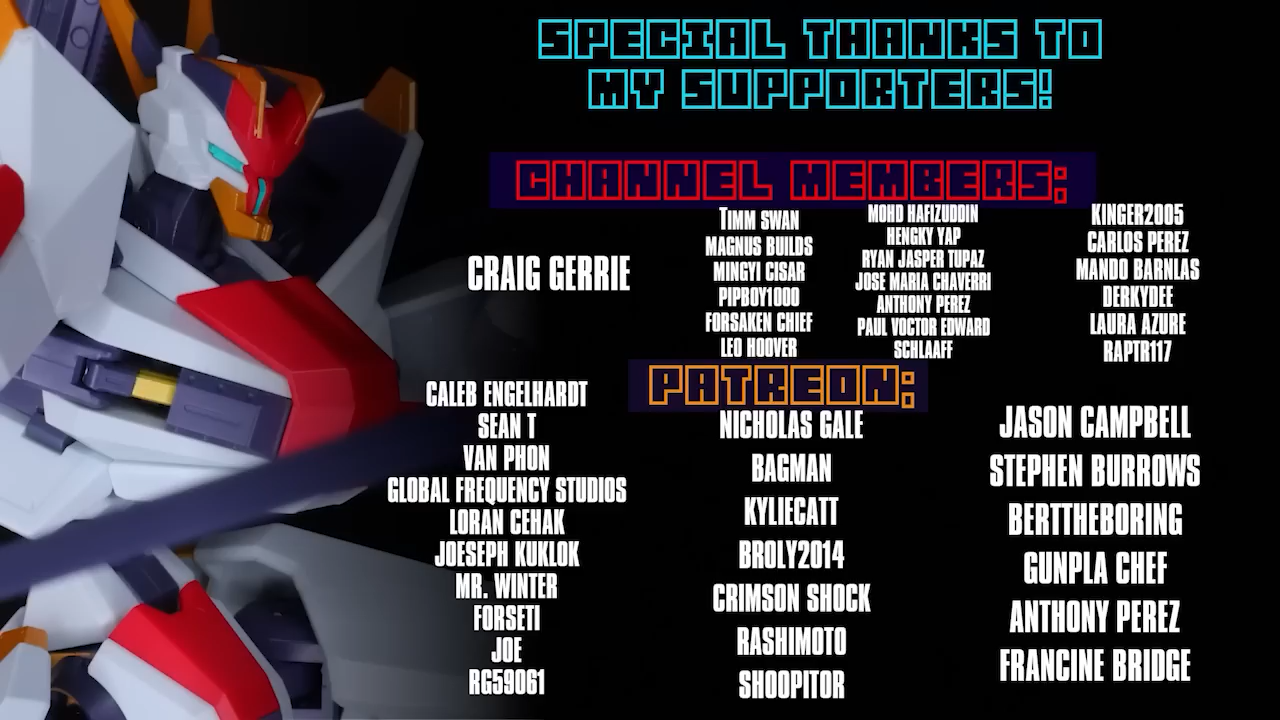 SPECIAL THANKS TO
MY SUPPORTERS!
CHANNEL MEMBERS:
CRAIG GERRIE
TIMM SWAN
MAGNUS BUILDS
MINGYI CISAR
PIPBOY1000
FORSAKEN CHIEF
LEO HOOVER
MOHD HAFIZUDDIN
HENGKY YAP
RYAN JASPER TUPAZ
JOSE MARIA CHAVERRI
ANTHONY PEREZ
PAUL VOCTOR EDWARD
SCHLAAFF
KINGER2005
CARLOS PEREZ
MANDO BARNLAS
DERKYDEE
LAURA AZURE
RAPTR117
PATREON:
CALEB ENGELHARDT
SEAN T
VAN PHON
GLOBAL FREQUENCY STUDIOS
LORAN CEHAK
JOESEPH KUKLOK
MR. WINTER
FORSETI
JOE
RG59061
NICHOLAS GALE
BAGMAN
KYLIECATT
BROLY2014
CRIMSON SHOCK
RASHIMOTO
SHOOPITOR
JASON CAMPBELL
STEPHEN BURROWS
BERTTHEBORING
GUNPLA CHEF
ANTHONY PEREZ
FRANCINE BRIDGE